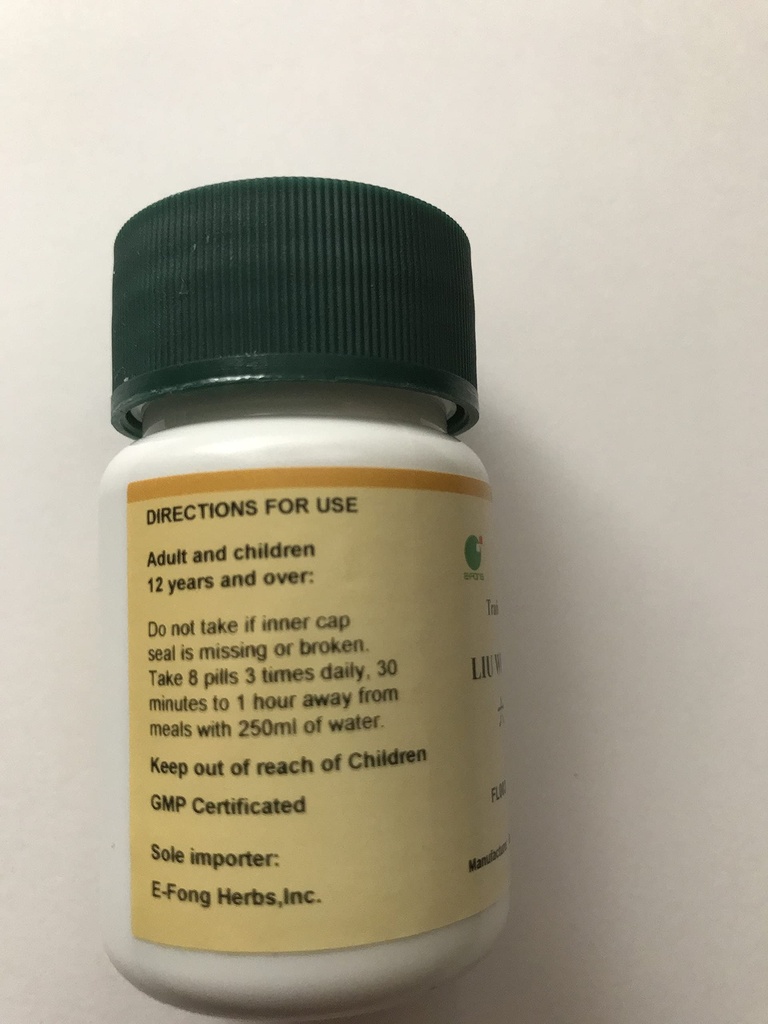 DIRECTIONS FOR USE
Adult and children
12 years and over:
Do not take if inner cap
seal is missing or broken.
Take 8 pills 3 times daily, 30
minutes to 1 hour away from
meals with 250ml of water.
Keep out of reach of Children
GMP Certificated
Sole importer:
E-Fong Herbs,Inc.
LIU